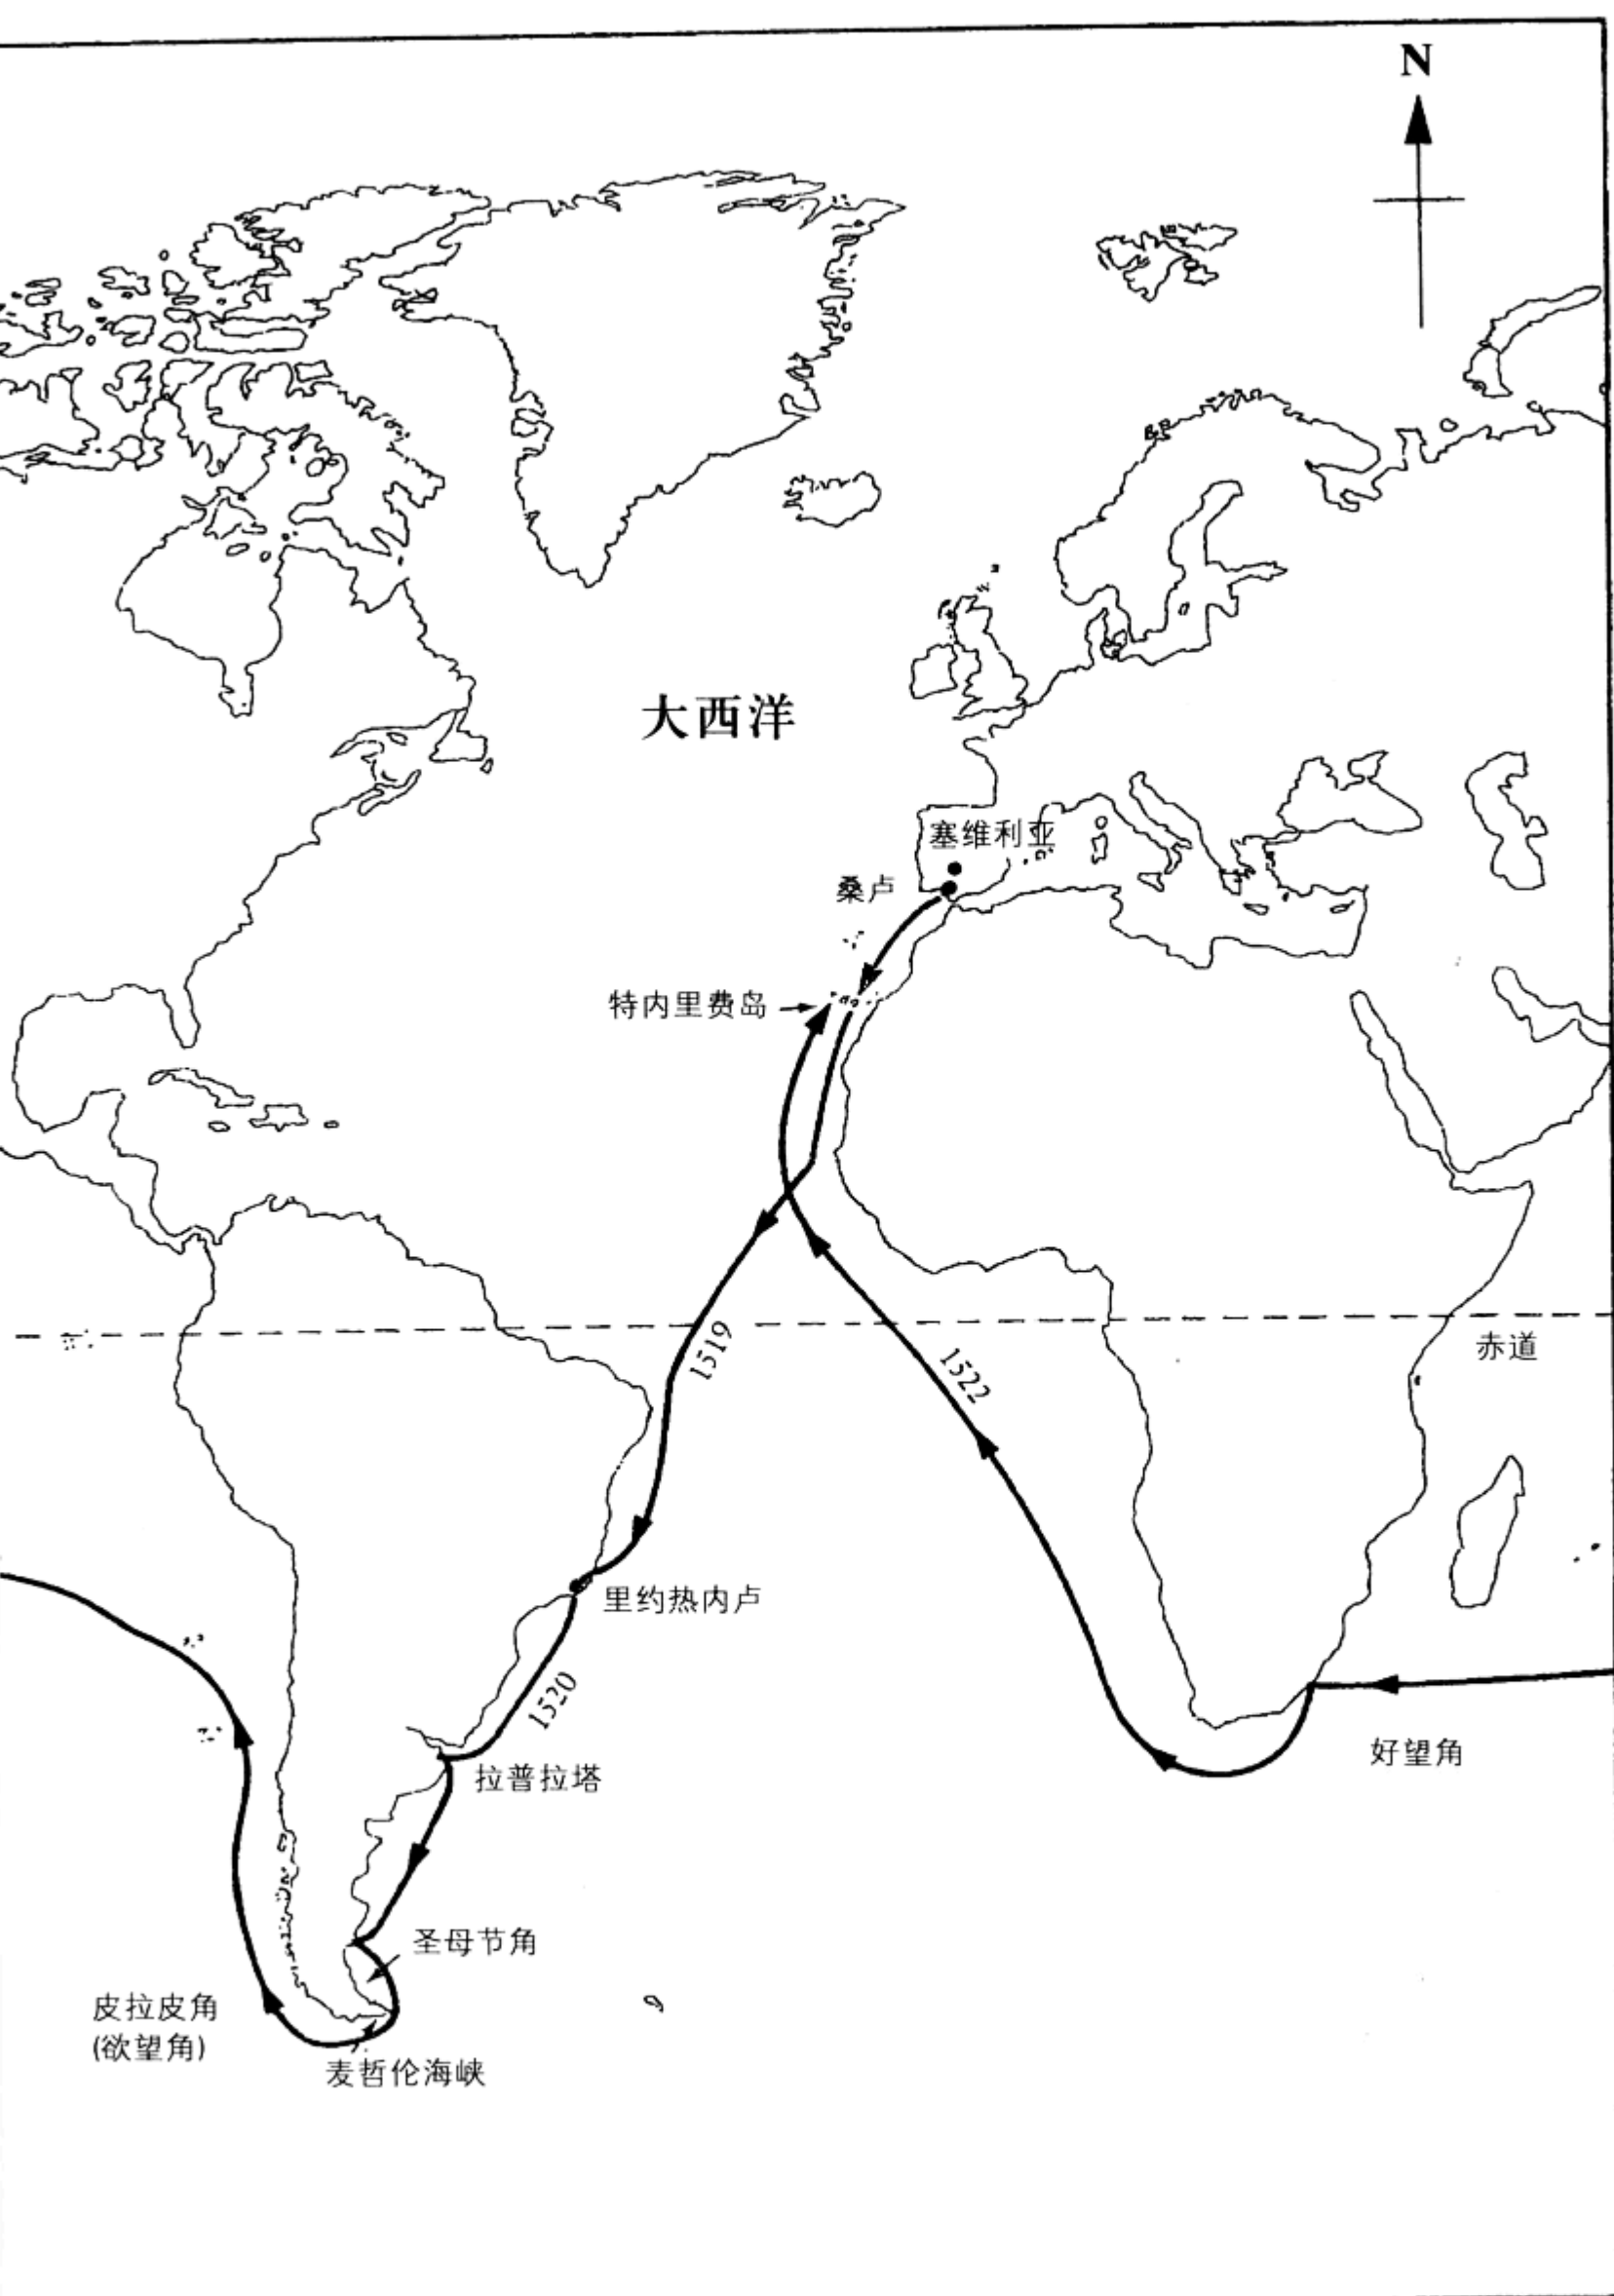 N
大西洋
塞维利亚
桑卢
特内里费岛
1519
1522
赤道
里约热内卢
1520
好望角
拉普拉塔
圣母节角
皮拉皮角
(欲望角)
麦哲伦海峡